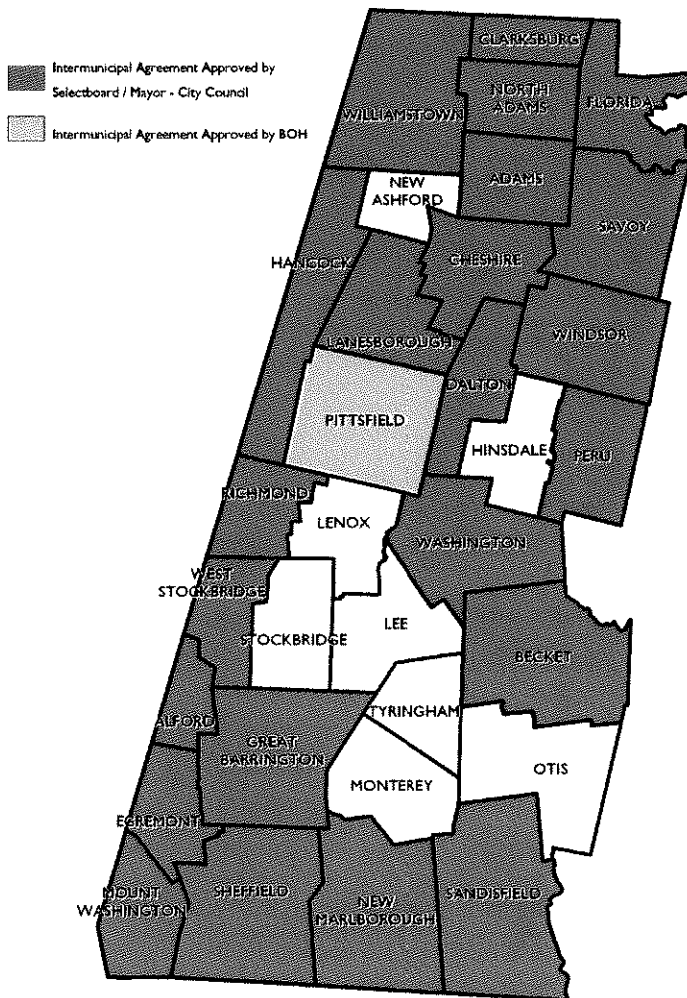 Intermunicipal Agreement Approved by
Selectboard / Mayor - City Council
Intermunicipal Agreement Approved by BOH
CLARKSBURG
NORTH
ADAMS
FLORIDA
WILLIAMSTOWN
NEW
ASHFORD
ADAMS
SAVOY
HANCOCK
CHESHIRE
LANESBOROUGH
WINDSOR
DALTON
PITTSFIELD
HINSDALE
PERU
RICHMOND
LENOX
WASHINGTON
WEST
STOCKBRIDGE
STOCKBRIDGE
LEE
BECKET
ALFORD
TYRINGHAM
GREAT
BARRINGTON
MONTEREY
OTIS
EGREMONT
MOUNT
WASHINGTON
SHEFFIELD
NEW
MARLBOROUGH
SANDISFIELD